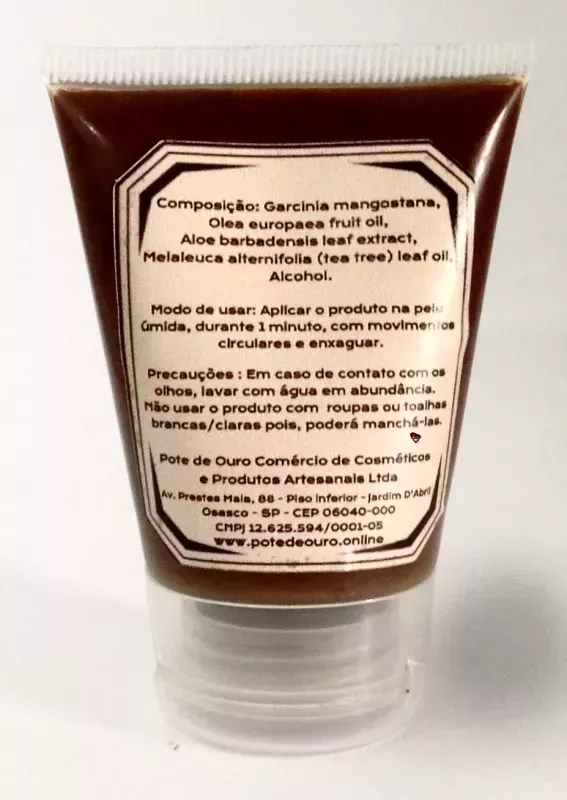 Composição: Garcinia mangostana,
Olea europaea fruit oil,
Aloe barbadensis leaf extract,
Melaleuca alternifolia (tea tree) leaf oil.
Alcohol.
Modo de usar: Aplicar o produto na pele
úmida, durante 1 minuto, com movimentos
circulares e enxaguar.
Precauções : Em caso de contato com os
olhos, lavar com água em abundância.
Não usar o produto com roupas ou toalhas
brancas/claras pois, poderá manchá-las.
Pote de Ouro Comércio de Cosméticos
e Produtos Artesanais Ltda
Av. Prestes Maia, 88 - Piso Inferior - Jardim D'Abril
Osasco - SP - CEP 06040-000
CNPJ 12.625.594/0001-05
www.potedeouro.online